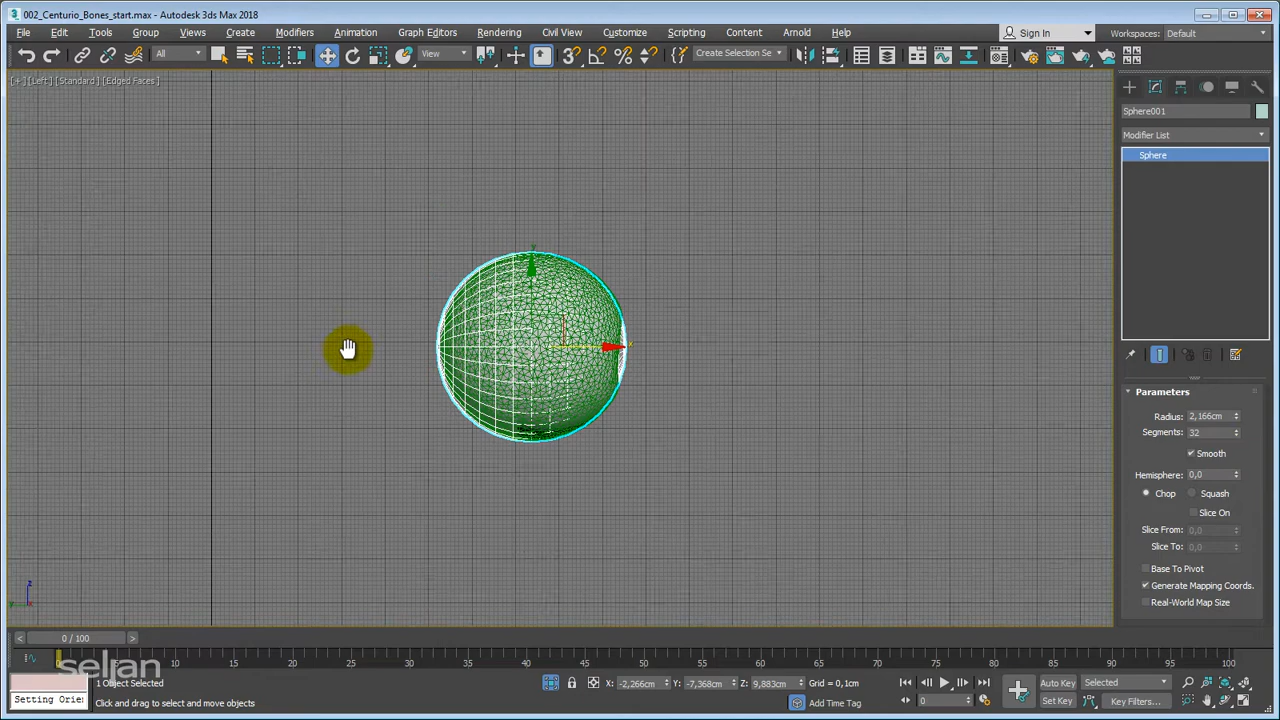 002_Centurio_Bones_start.max - Autodesk 3ds Max 2018
File Edit Tools Group Views Create Modifiers Animation Graph Editors Rendering Civil View Customize Scripting Content Arnold Help
Sign In
Workspaces: Default
All
View
Create Selection Se
[+] [Left] [Standard] [Edged Faces]
Sphere001
Modifier List
Sphere
Parameters
Radius: 2,166cm
Segments: 32
Smooth
Hemisphere: 0,0
Chop Squash
Slice On
Slice From: 0,0
Slice To: 0,0
Base To Pivot
Generate Mapping Coords.
Real-World Map Size
z
y x
0 / 100
10 15 20 25 30 35 40 45 50 55 60 65 70 75 80 85 90 95 100
selian
1 Object Selected
X: -2,266cm Y: -7,368cm Z: 9,883cm Grid = 0,1cm
Auto Key Selected
Setting Orie
Click and drag to select and move objects
Add Time Tag
0
Set Key Key Filters...